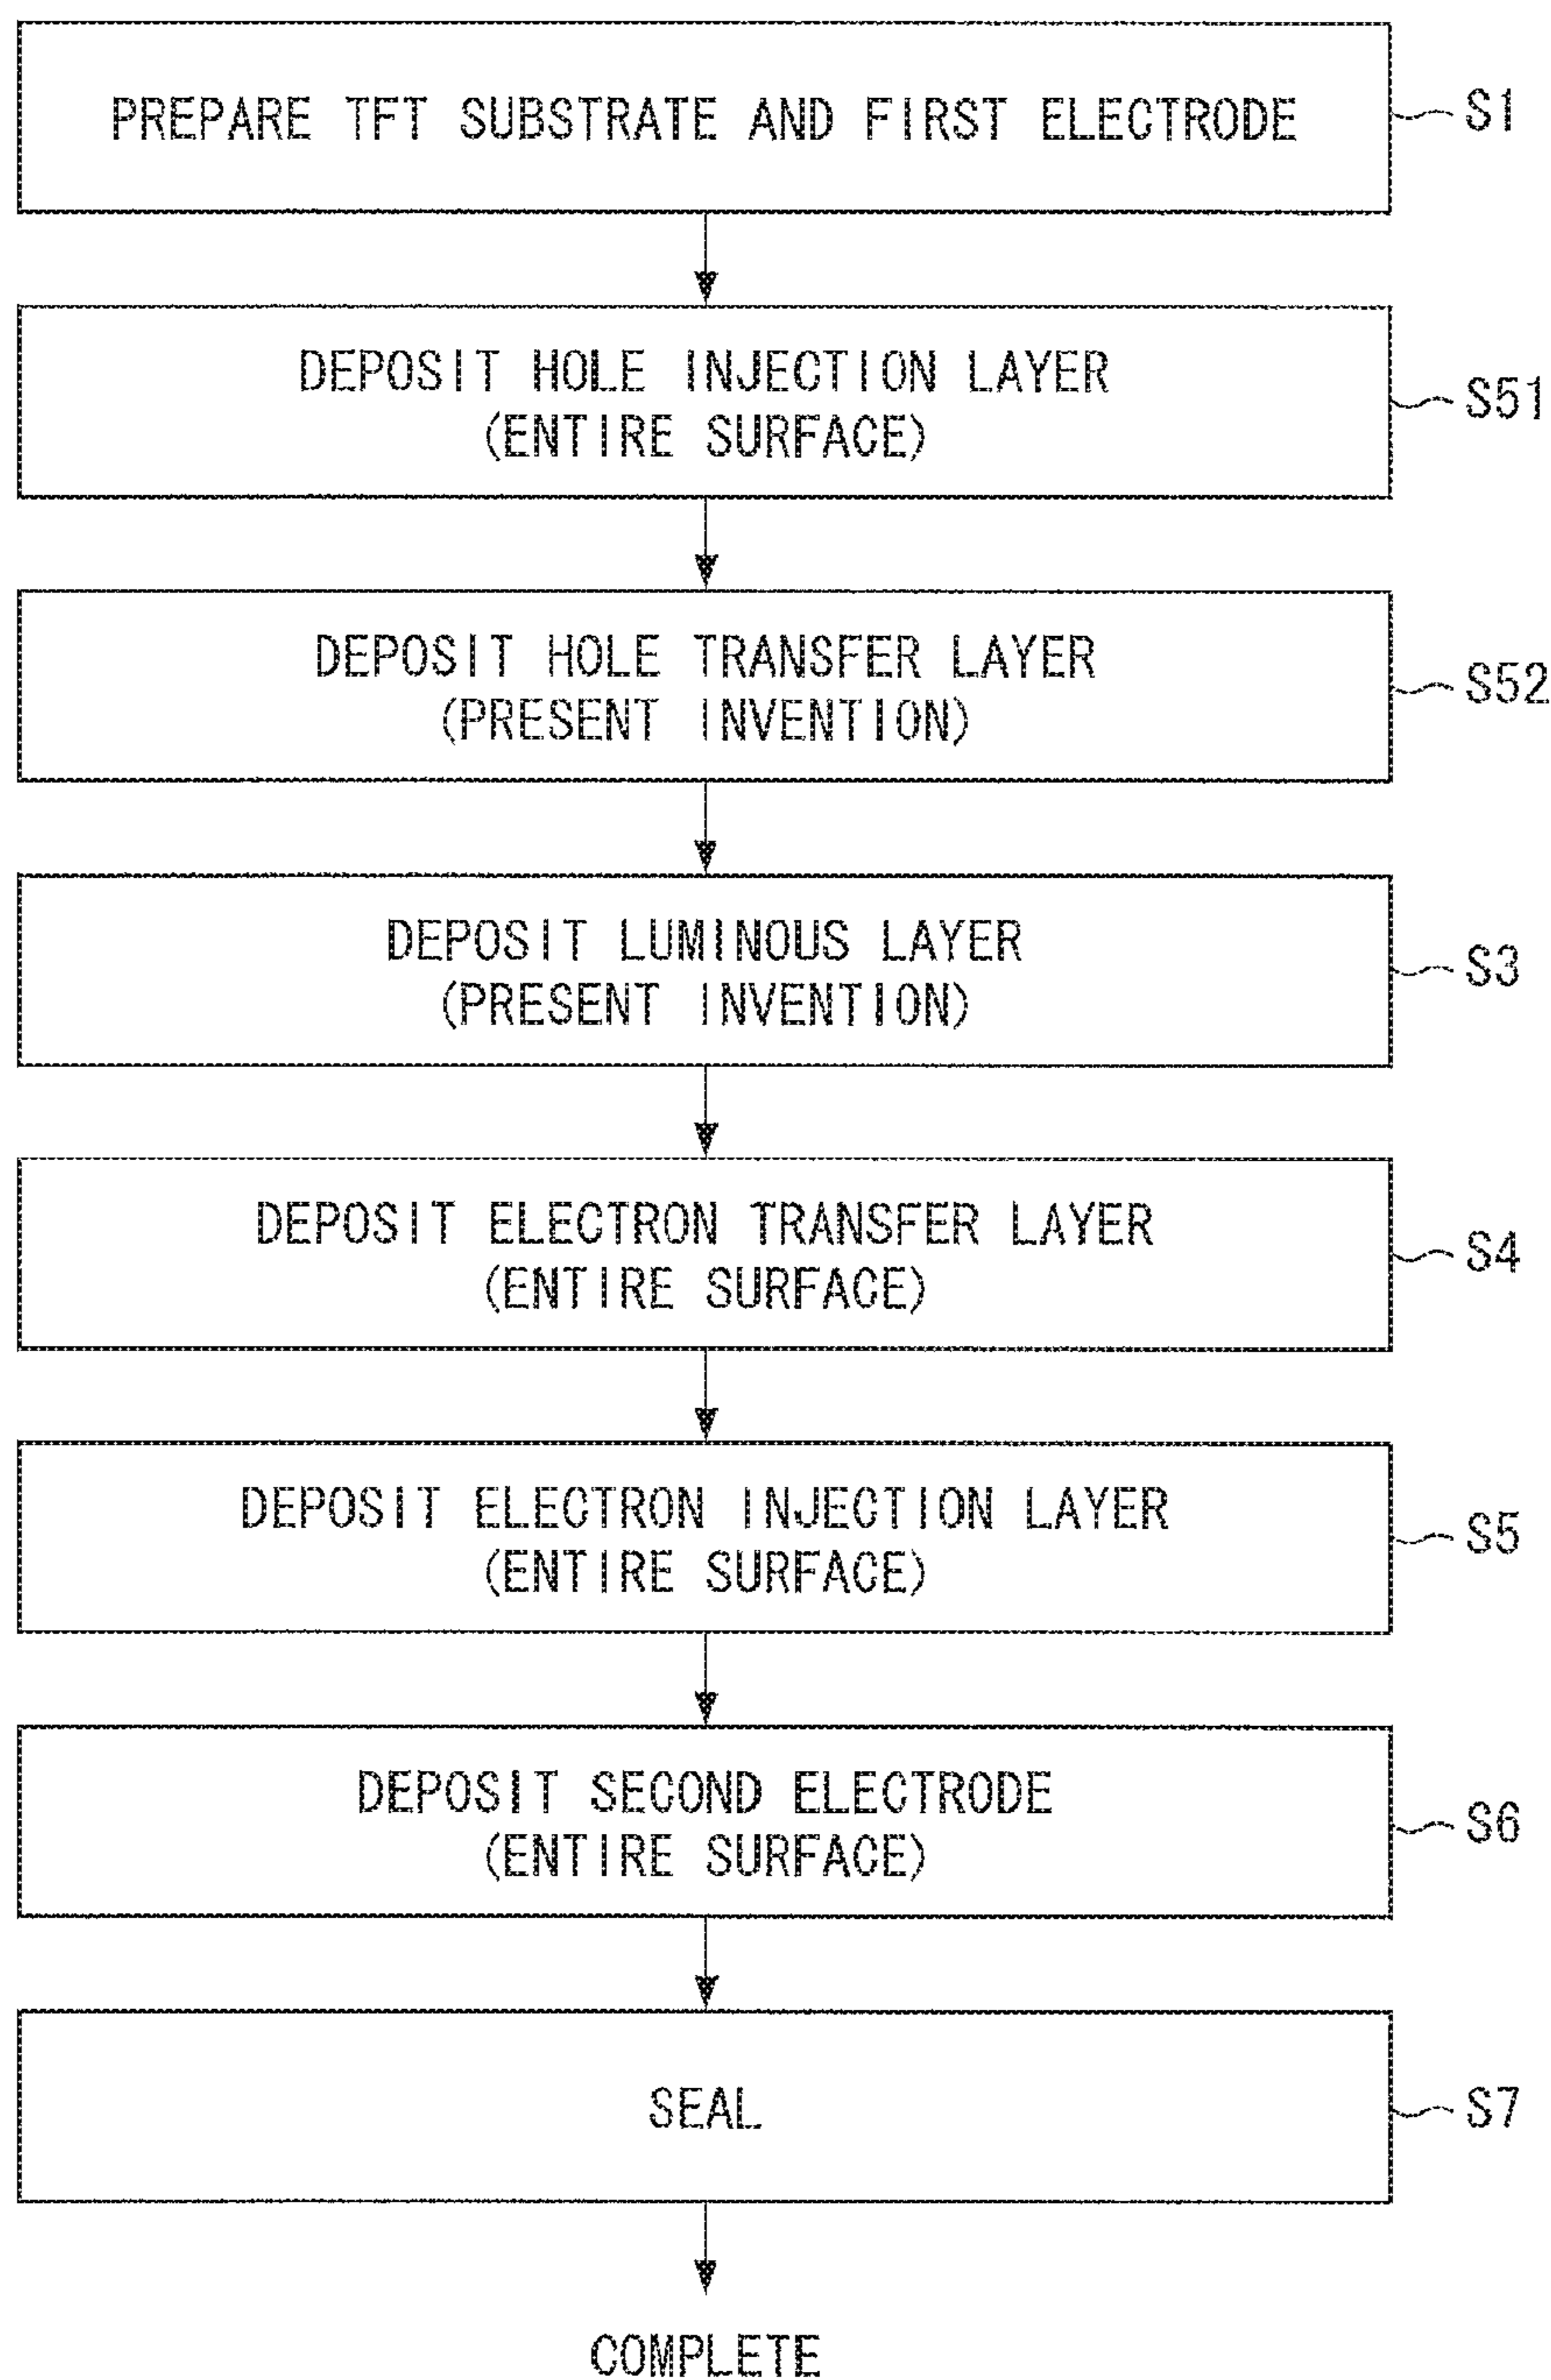 PREPARE TFT SUBSTRATE AND FIRST ELECTRODE
S1
DEPOSIT HOLE INJECTION LAYER
(ENTIRE SURFACE)
S51
DEPOSIT HOLE TRANSFER LAYER
(PRESENT INVENTION)
S52
DEPOSIT LUMINOUS LAYER
(PRESENT INVENTION)
S3
DEPOSIT ELECTRON TRANSFER LAYER
(ENTIRE SURFACE)
S4
DEPOSIT ELECTRON INJECTION LAYER
(ENTIRE SURFACE)
S5
DEPOSIT SECOND ELECTRODE
(ENTIRE SURFACE)
S6
SEAL
S7
COMPLETE